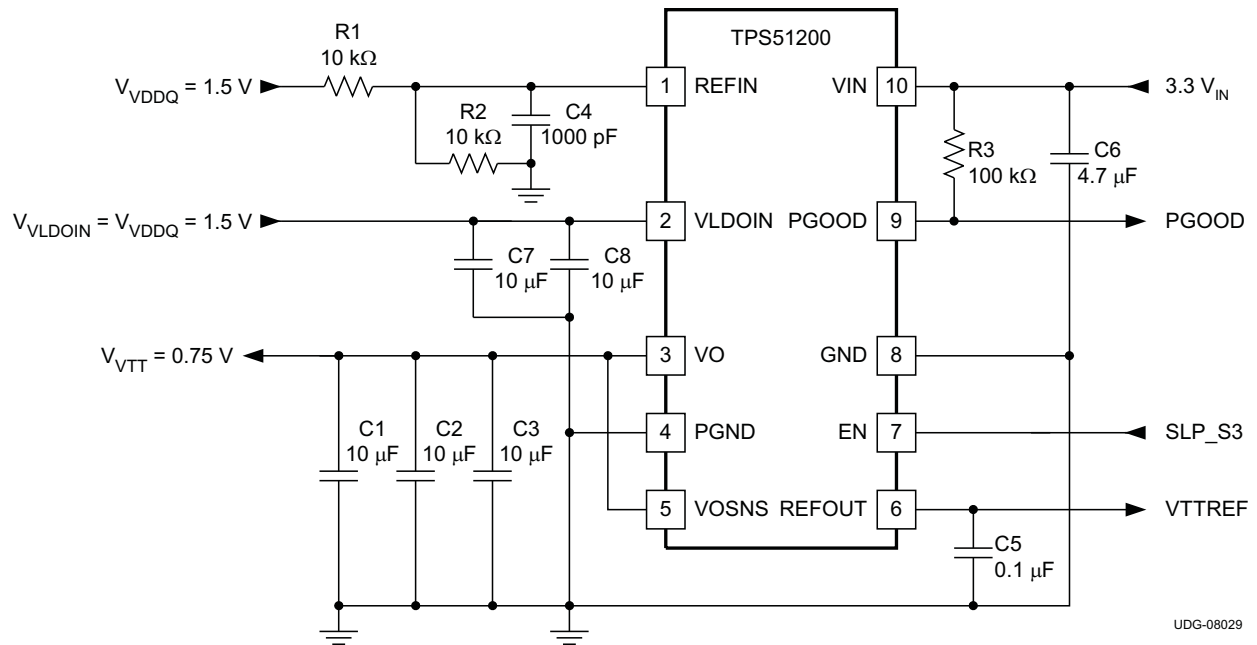 TPS51200
R1
10 kΩ
V_VDDQ = 1.5 V
1
REFIN
VIN
10
3.3 V_IN
R2
10 kΩ
C4
1000 pF
R3
100 kΩ
C6
4.7 μF
V_VLDOIN = V_VDDQ = 1.5 V
2
VLDOIN
PGOOD
9
PGOOD
C7
10 μF
C8
10 μF
V_VTT = 0.75 V
3
VO
GND
8
C1
10 μF
C2
10 μF
C3
10 μF
4
PGND
EN
7
SLP_S3
5
VOSNS
REFOUT
6
VTTREF
C5
0.1 μF
UDG-08029